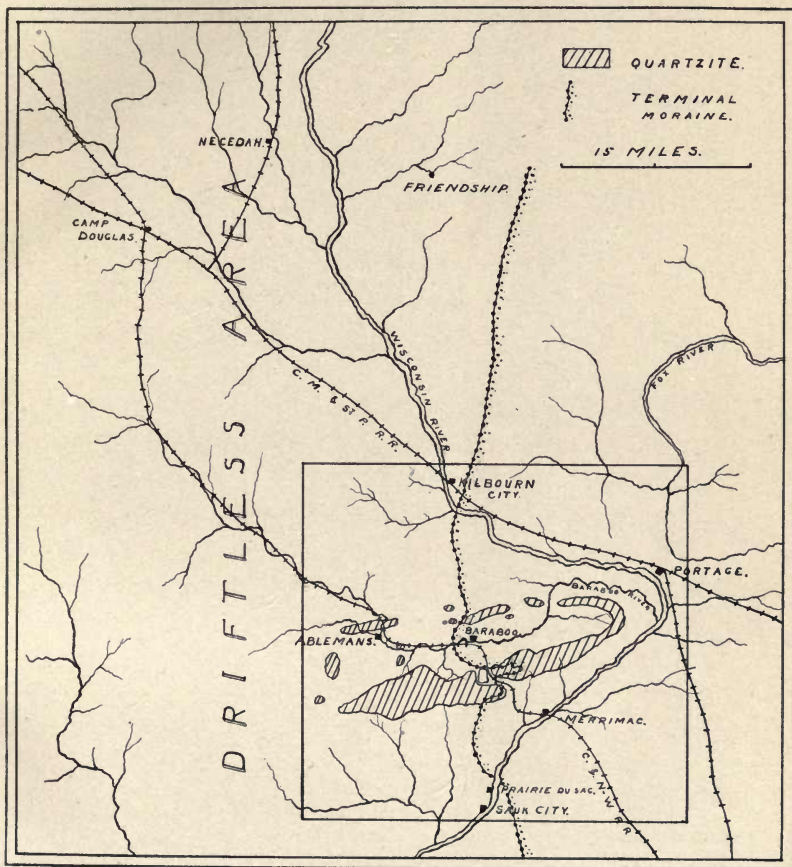 QUARTZITE.
TERMINAL
MORAINE.
15 MILES.
NECEDAH.
FRIENDSHIP.
CAMP
DOUGLAS.
DRIFTLESS AREA
WISCONSIN RIVER
FOX RIVER
C. M. & ST. P. R. R.
KILBOURN
CITY.
PORTAGE.
BARABOO RIVER
BARABOO
ABLEMANS.
MERRIMAC.
C. & N. W. R R
PRAIRIE DU SAC.
SAUK CITY.